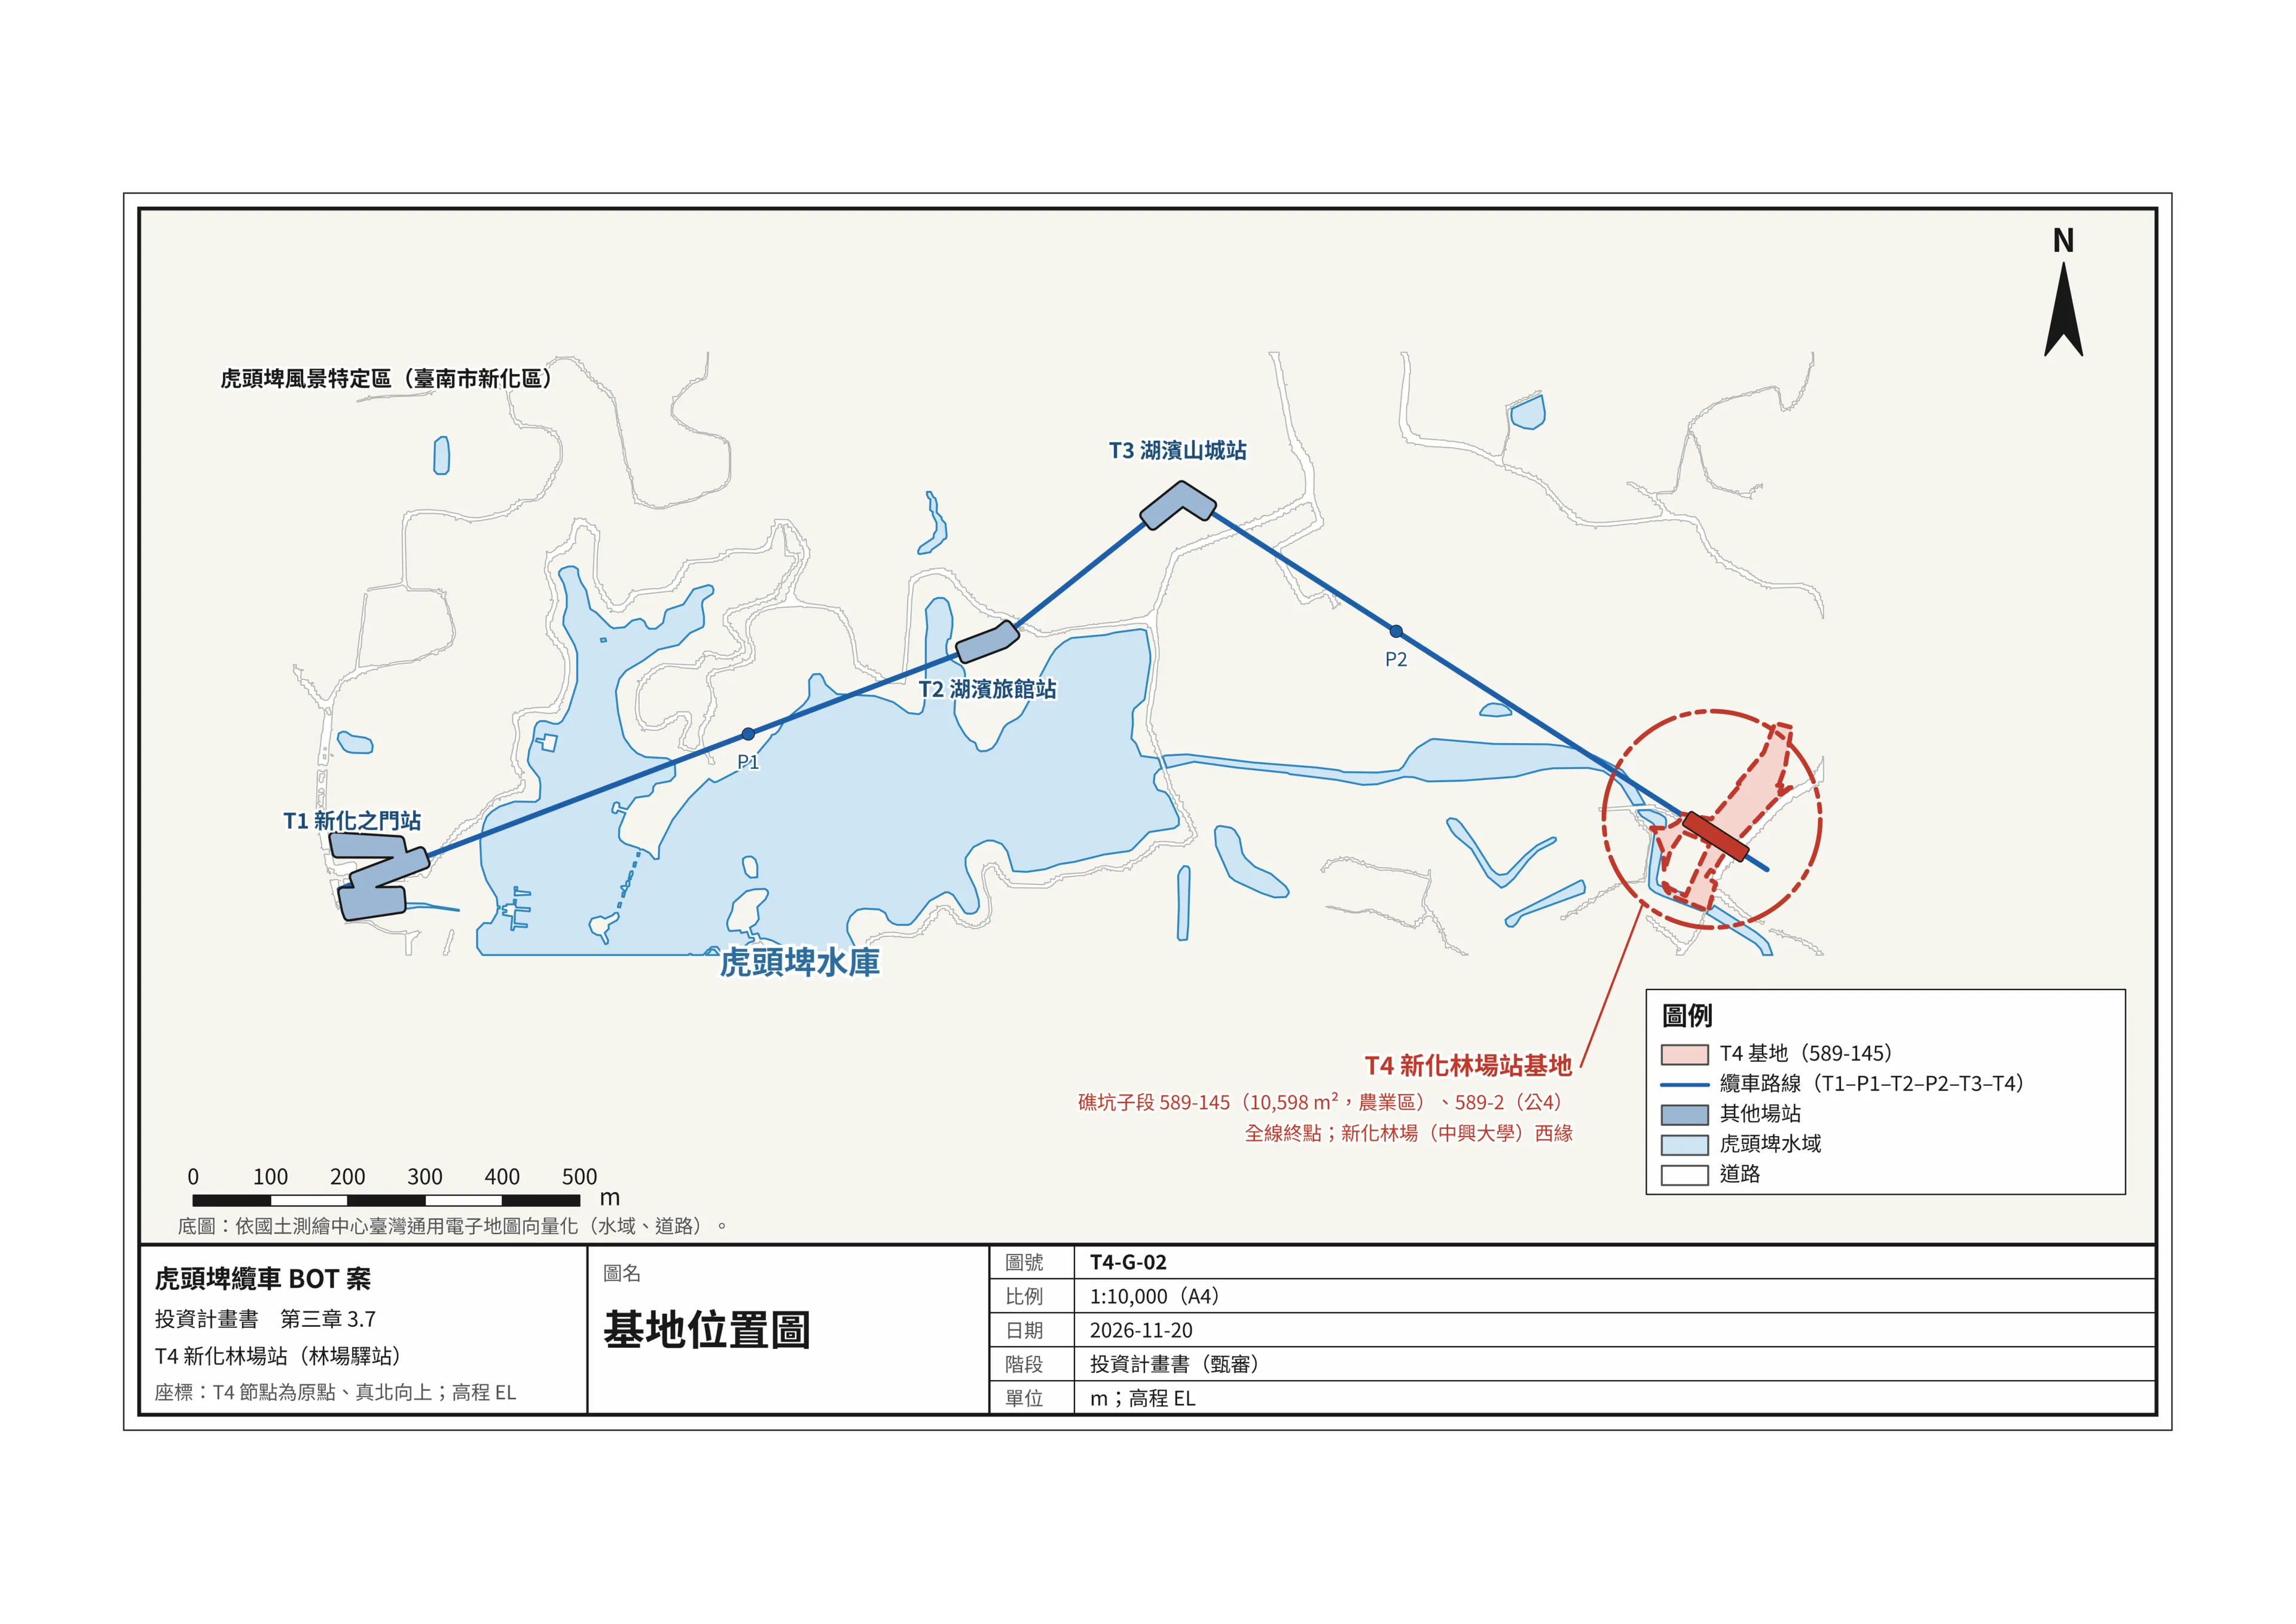 N
虎頭埤風景特定區（臺南市新化區）
T3 湖濱山城站
P2
T2 湖濱旅館站
P1
T1 新化之門站
虎頭埤水庫
T4 新化林場站基地
礁坑子段 589-145（10,598 m²，農業區）、589-2（公4）
全線終點；新化林場（中興大學）西緣
圖例
T4 基地（589-145）
纜車路線（T1–P1–T2–P2–T3–T4）
其他場站
虎頭埤水域
道路
0 100 200 300 400 500 m
底圖：依國土測繪中心臺灣通用電子地圖向量化（水域、道路）。
虎頭埤纜車 BOT 案
投資計畫書　第三章 3.7
T4 新化林場站（林場驛站）
座標：T4 節點為原點、真北向上；高程 EL
圖名
基地位置圖
圖號 T4-G-02
比例 1:10,000（A4）
日期 2026-11-20
階段 投資計畫書（甄審）
單位 m；高程 EL